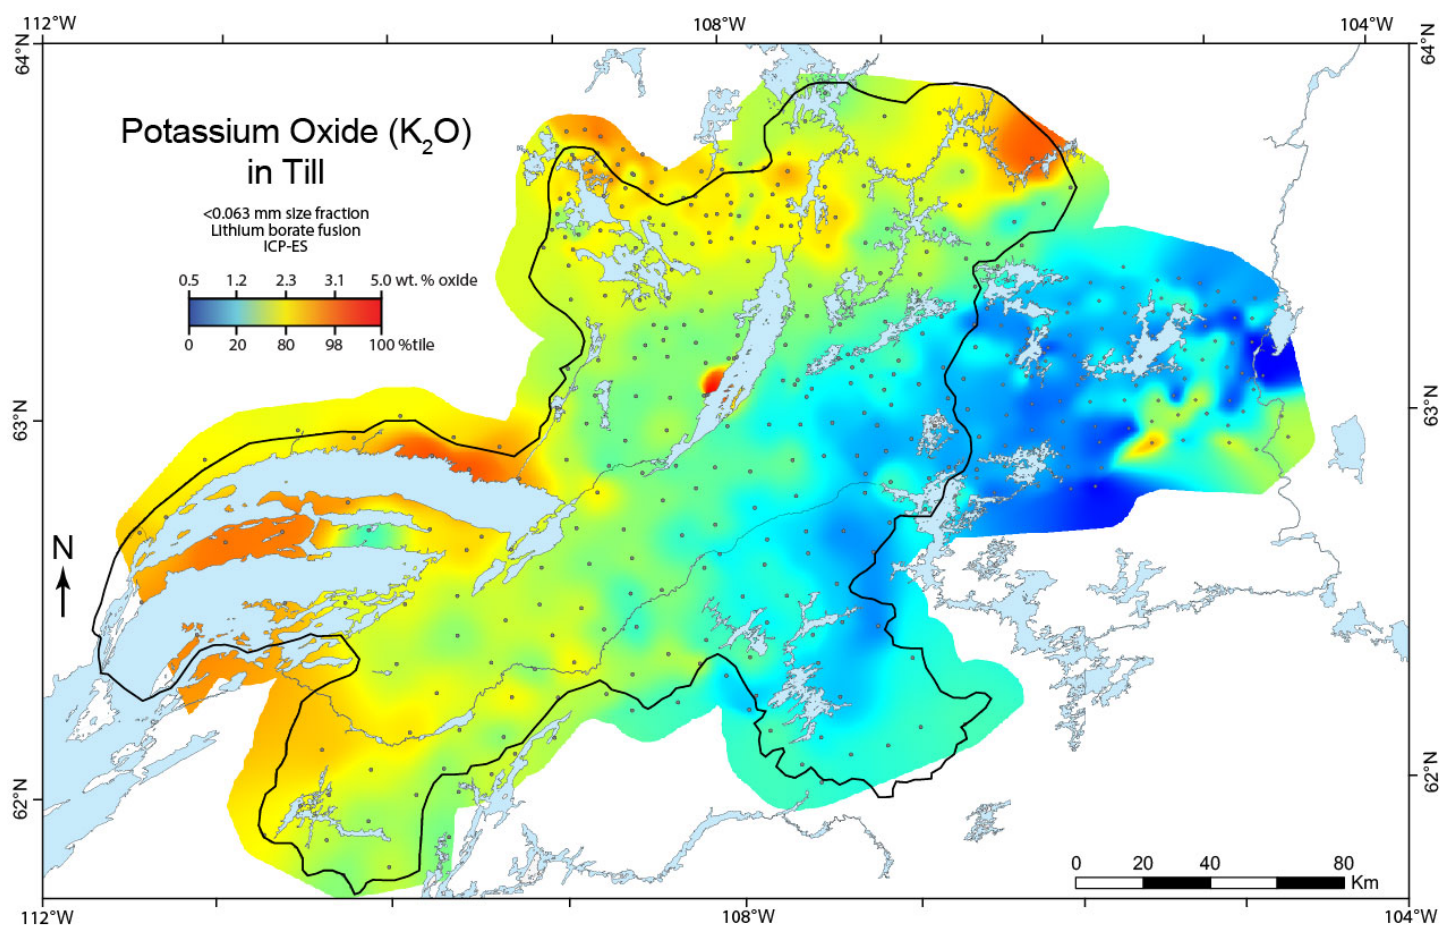 112°W 108°W 104°W
64°N 64°N
Potassium Oxide (K2O)
in Till
<0.063 mm size fraction
Lithium borate fusion
ICP-ES
0.5 1.2 2.3 3.1 5.0 wt. % oxide
0 20 80 98 100 %tile
63°N 63°N
N
62°N 62°N
0 20 40 80
Km
112°W 108°W 104°W